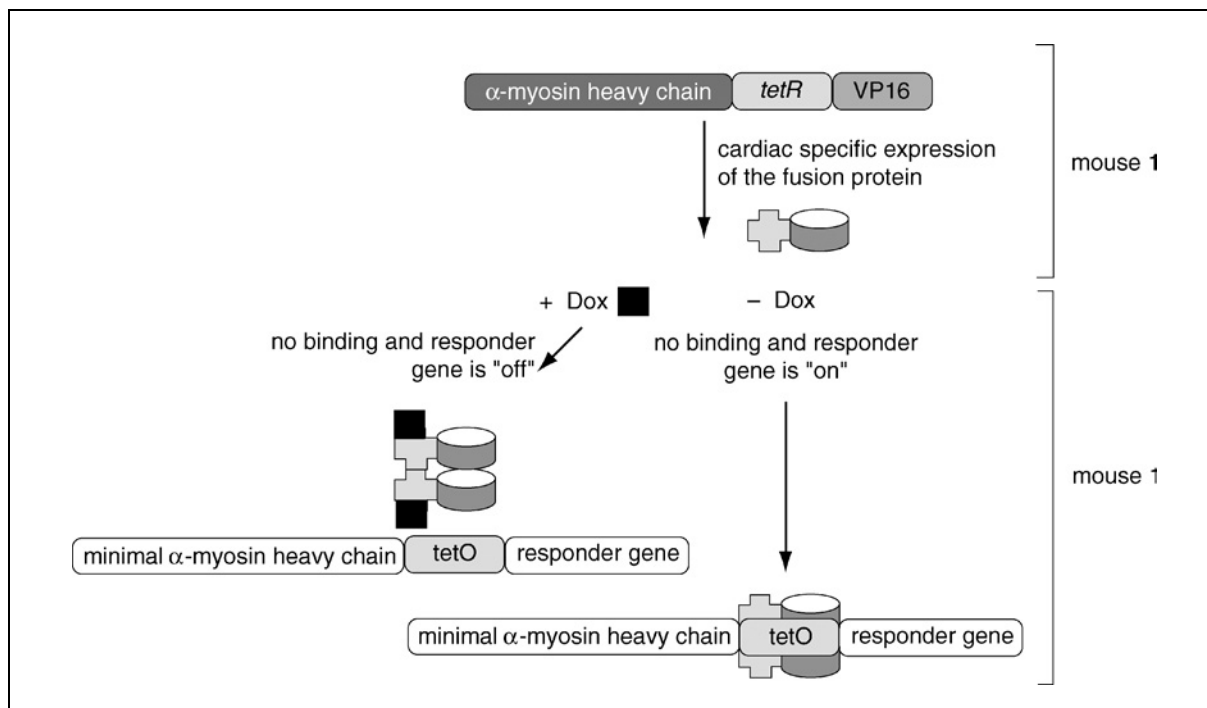 α-myosin heavy chain tetR VP16
cardiac specific expression
of the fusion protein
mouse 1
+ Dox
– Dox
no binding and responder
gene is "off"
no binding and responder
gene is "on"
mouse 1
minimal α-myosin heavy chain tetO responder gene
minimal α-myosin heavy chain tetO responder gene